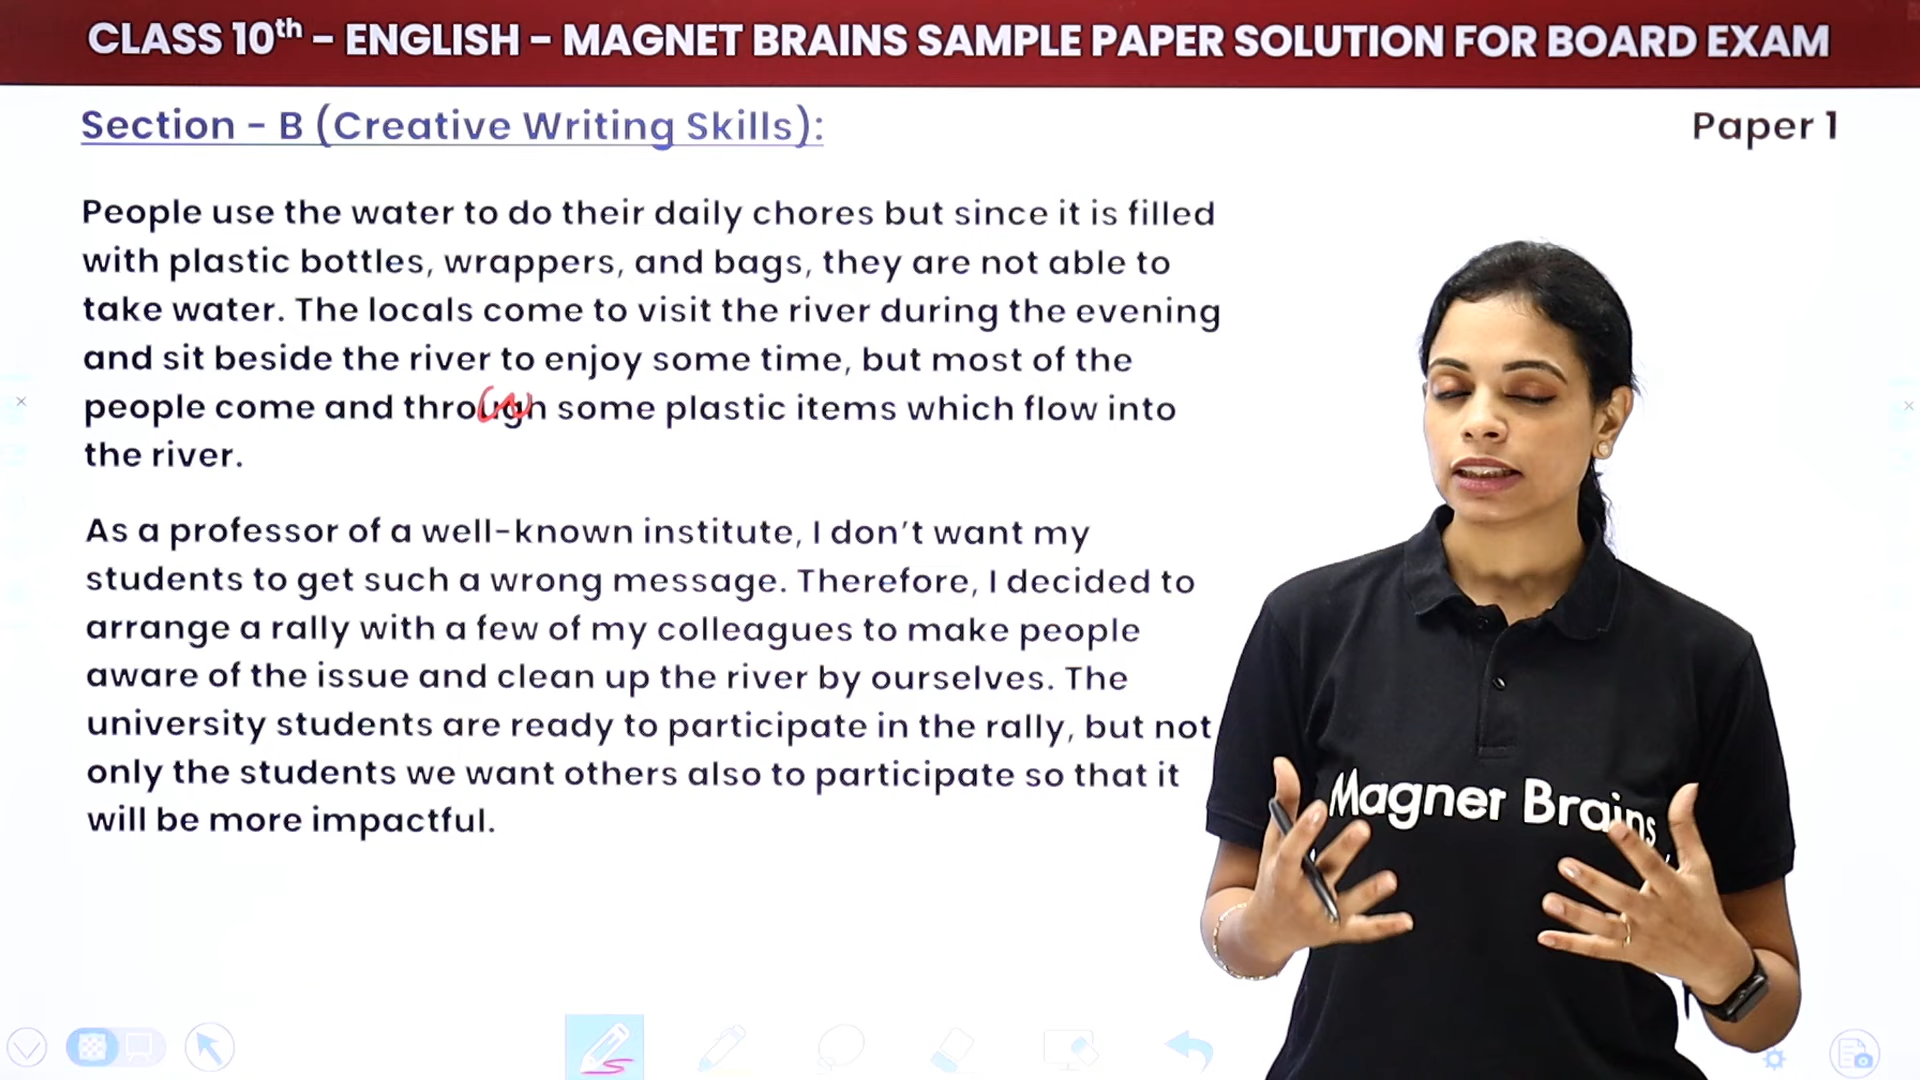 CLASS 10th – ENGLISH – MAGNET BRAINS SAMPLE PAPER SOLUTION FOR BOARD EXAM
Section - B (Creative Writing Skills):
Paper 1
People use the water to do their daily chores but since it is filled
with plastic bottles, wrappers, and bags, they are not able to
take water. The locals come to visit the river during the evening
and sit beside the river to enjoy some time, but most of the
people come and through some plastic items which flow into
the river.
As a professor of a well-known institute, I don't want my
students to get such a wrong message. Therefore, I decided to
arrange a rally with a few of my colleagues to make people
aware of the issue and clean up the river by ourselves. The
university students are ready to participate in the rally, but not
only the students we want others also to participate so that it
will be more impactful.
Magnet Brains